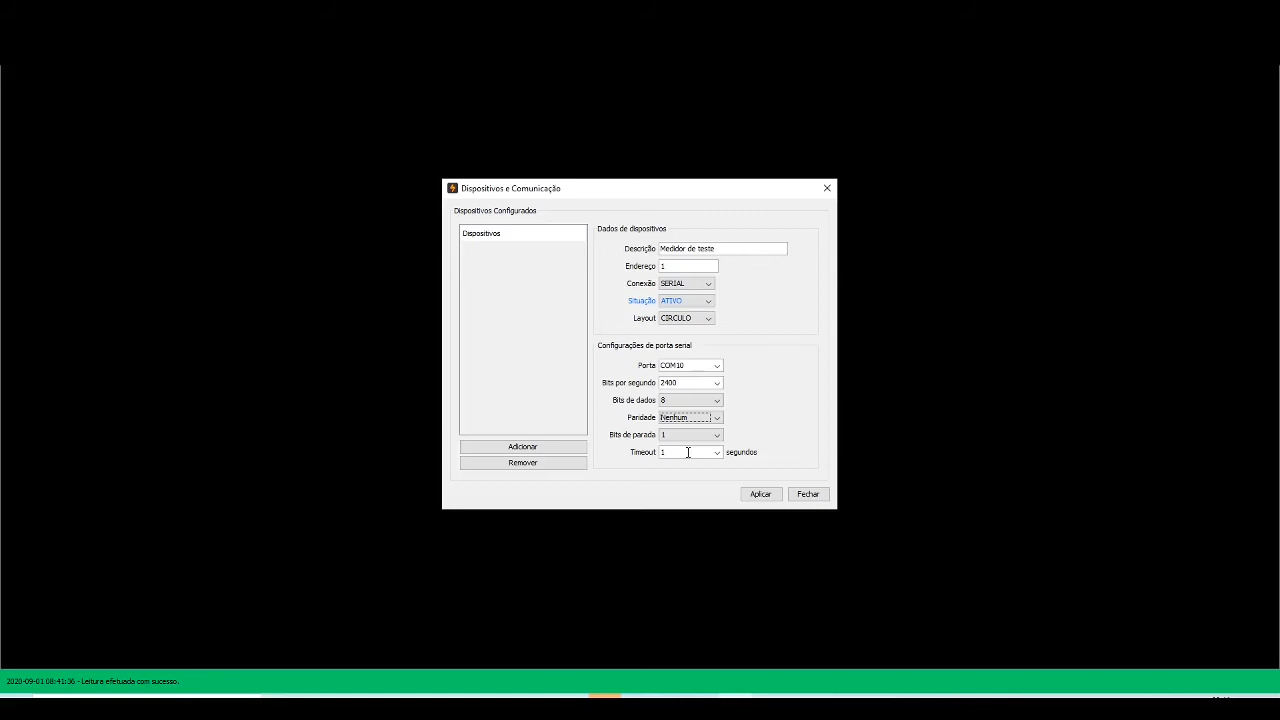 Dispositivos e Comunicação
Dispositivos Configurados
Dispositivos
Adicionar
Remover
Dados de dispositivos
Descrição Medidor de teste
Endereço 1
Conexão SERIAL
Situação ATIVO
Layout CIRCULO
Configurações de porta serial
Porta COM10
Bits por segundo 2400
Bits de dados 8
Paridade Nenhum
Bits de parada 1
Timeout 1 segundos
Aplicar Fechar
2020-09-01 08:41:36 - Leitura efetuada com sucesso.